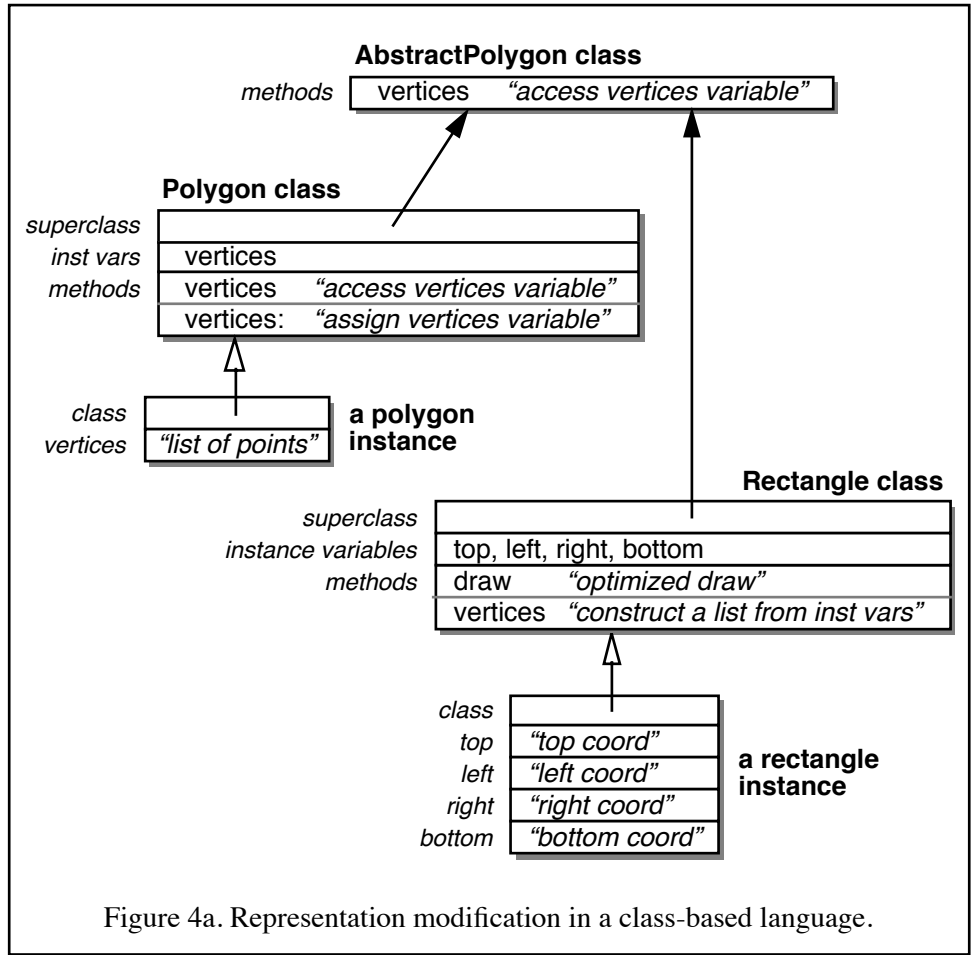 AbstractPolygon class
methods vertices “access vertices variable”
Polygon class
superclass
inst vars vertices
methods vertices “access vertices variable”
vertices: “assign vertices variable”
class
vertices “list of points”
a polygon
instance
Rectangle class
superclass
instance variables top, left, right, bottom
methods draw “optimized draw”
vertices “construct a list from inst vars”
class
top “top coord”
left “left coord”
right “right coord”
bottom “bottom coord”
a rectangle
instance
Figure 4a. Representation modification in a class-based language.